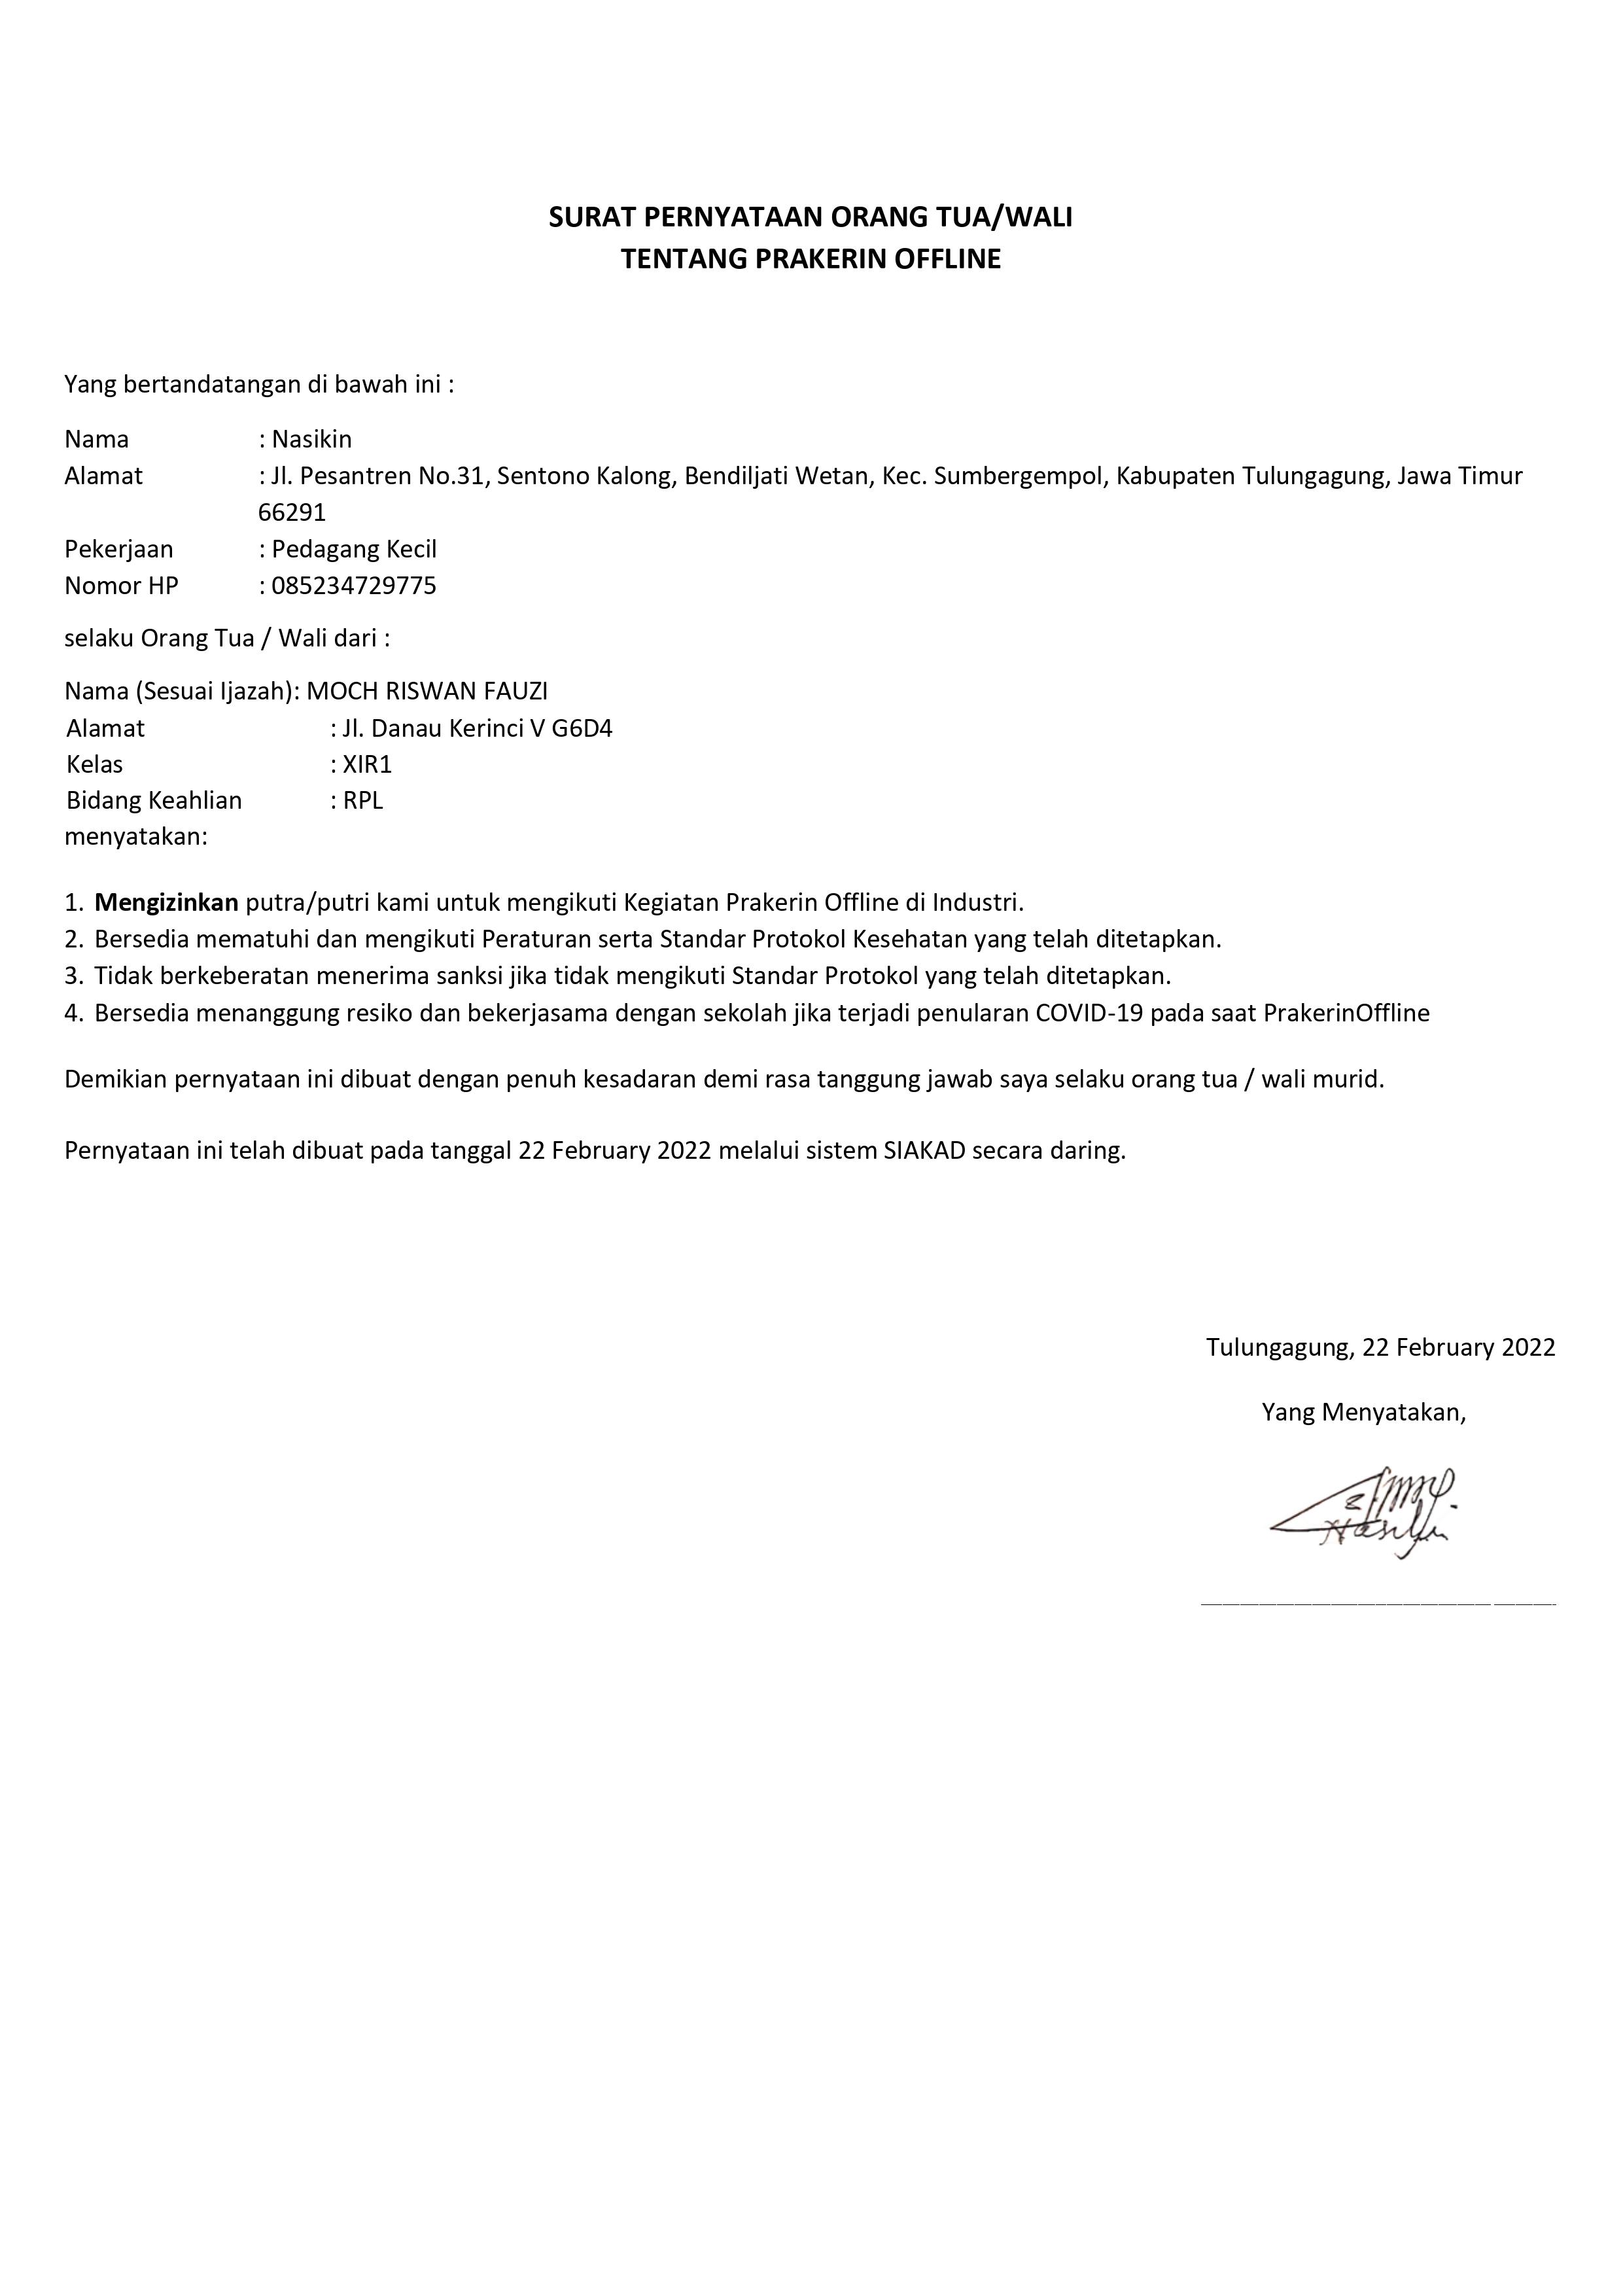 SURAT PERNYATAAN ORANG TUA/WALI
TENTANG PRAKERIN OFFLINE
Yang bertandatangan di bawah ini :
Nama : Nasikin
Alamat : Jl. Pesantren No.31, Sentono Kalong, Bendiljati Wetan, Kec. Sumbergempol, Kabupaten Tulungagung, Jawa Timur
66291
Pekerjaan : Pedagang Kecil
Nomor HP : 085234729775
selaku Orang Tua / Wali dari :
Nama (Sesuai Ijazah): MOCH RISWAN FAUZI
Alamat : Jl. Danau Kerinci V G6D4
Kelas : XIR1
Bidang Keahlian : RPL
menyatakan:
1. Mengizinkan putra/putri kami untuk mengikuti Kegiatan Prakerin Offline di Industri.
2. Bersedia mematuhi dan mengikuti Peraturan serta Standar Protokol Kesehatan yang telah ditetapkan.
3. Tidak berkeberatan menerima sanksi jika tidak mengikuti Standar Protokol yang telah ditetapkan.
4. Bersedia menanggung resiko dan bekerjasama dengan sekolah jika terjadi penularan COVID-19 pada saat PrakerinOffline
Demikian pernyataan ini dibuat dengan penuh kesadaran demi rasa tanggung jawab saya selaku orang tua / wali murid.
Pernyataan ini telah dibuat pada tanggal 22 February 2022 melalui sistem SIAKAD secara daring.
Tulungagung, 22 February 2022
Yang Menyatakan,